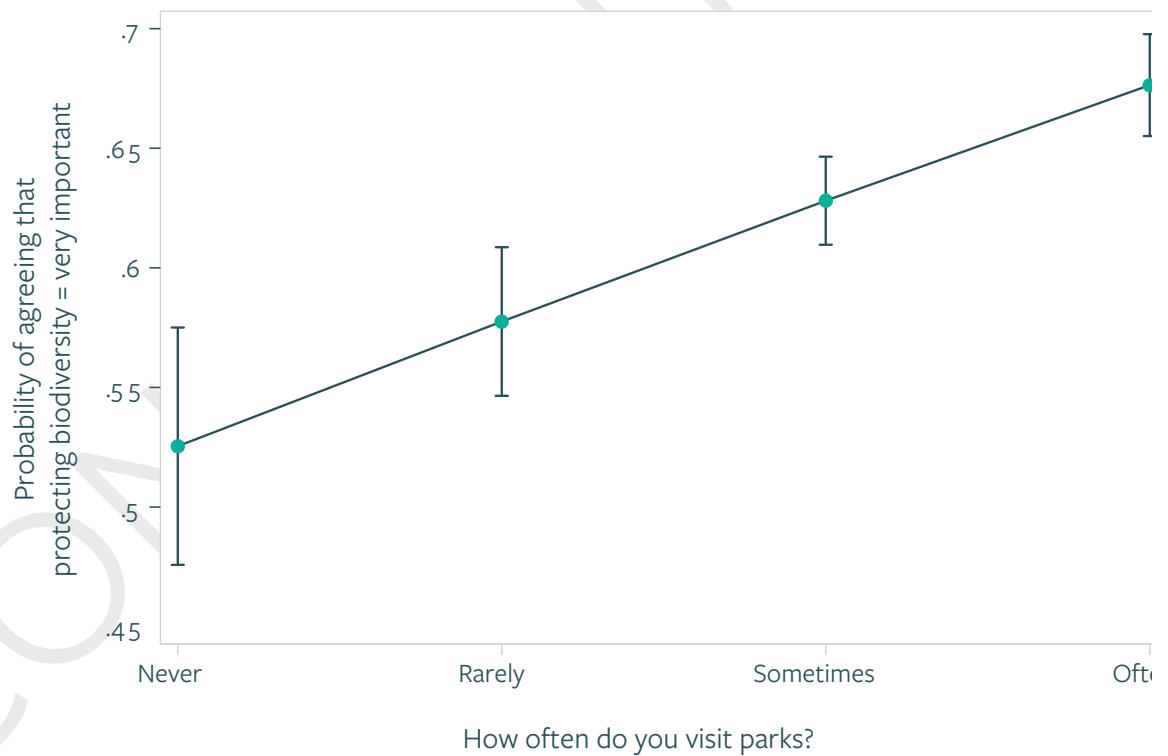 .7
.65
.6
.55
.5
.45
Probability of agreeing that
protecting biodiversity = very important
Never Rarely Sometimes Ofte
How often do you visit parks?